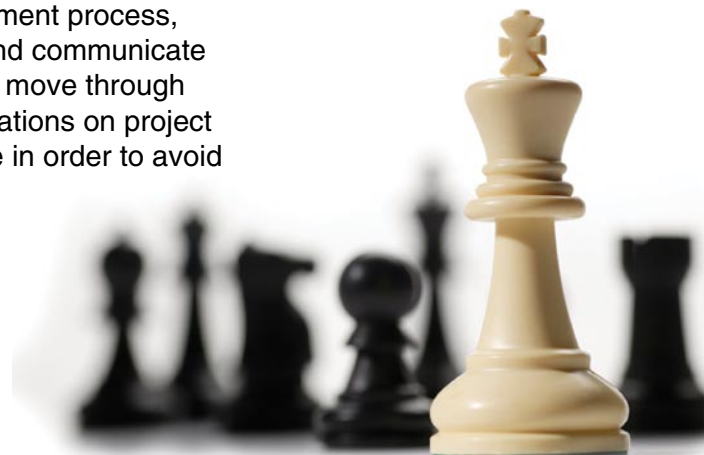 ment process,
nd communicate
move through
ations on project
e in order to avoid